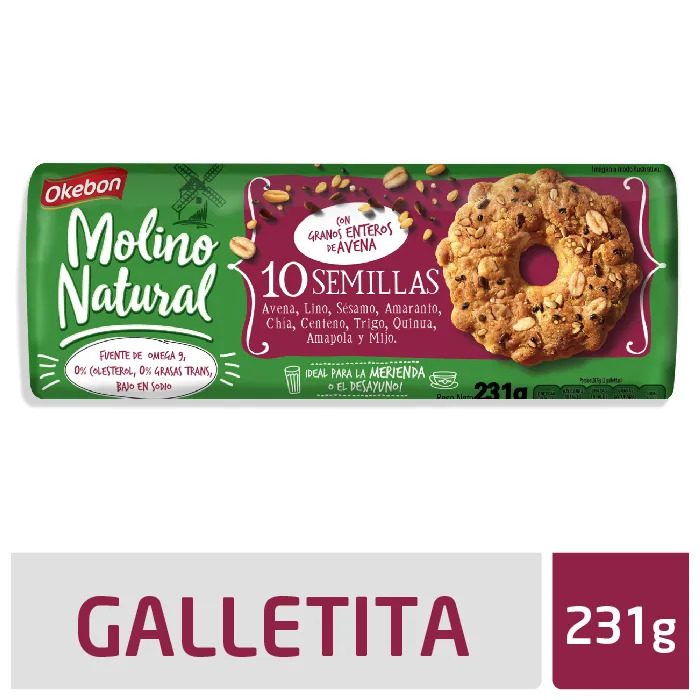 Okebon
Molino
Natural
FUENTE DE OMEGA 9,
0% COLESTEROL, 0% GRASAS TRANS,
BAJO EN SODIO
CON
GRANOS ENTEROS
DE AVENA
10 SEMILLAS
Avena, Lino, Sésamo, Amaranto,
Chía, Centeno, Trigo, Quinua,
Amapola y Mijo.
¡IDEAL PARA LA MERIENDA
O EL DESAYUNO!
Peso Neto 231g
GALLETITA
231g